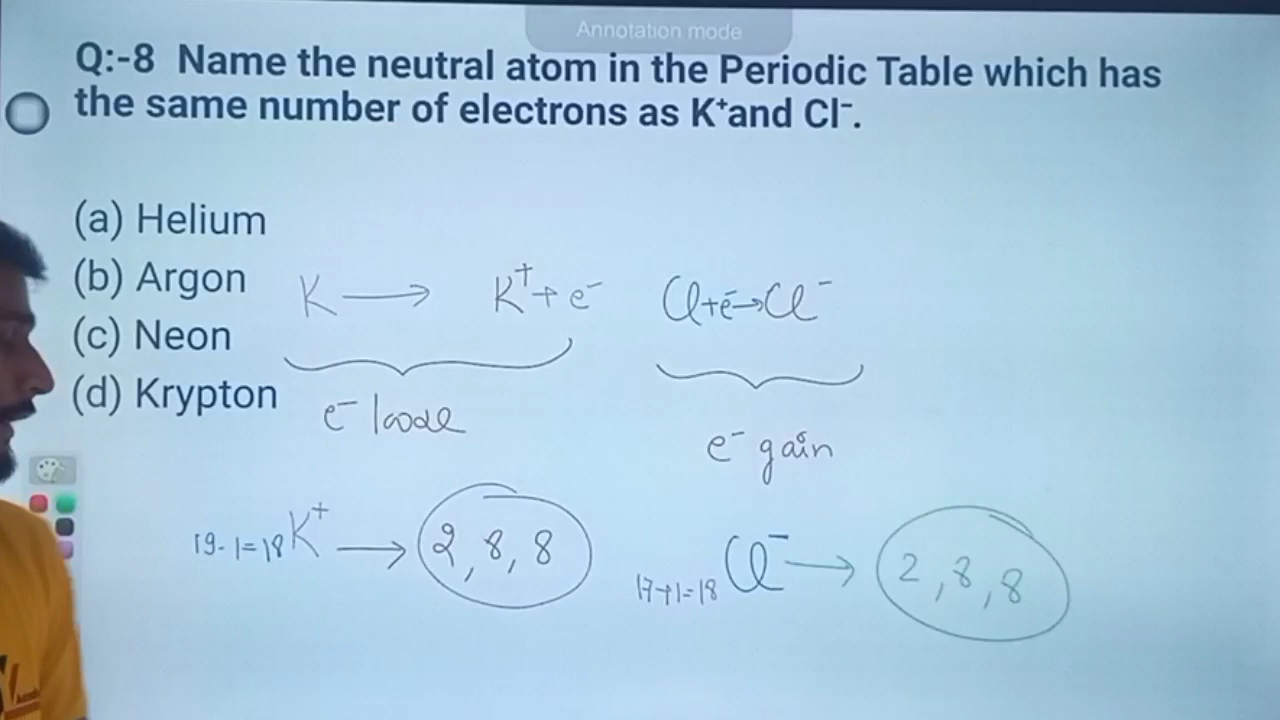 Annotation mode
Q:-8 Name the neutral atom in the Periodic Table which has
the same number of electrons as K⁺and Cl⁻.
(a) Helium
(b) Argon
(c) Neon
(d) Krypton
K → K⁺ + e⁻ Cl+e⁻→Cl⁻
e⁻ loose
e⁻ gain
19-1=18 K⁺ → 2, 8, 8
17+1=18 Cl⁻ → 2, 8, 8